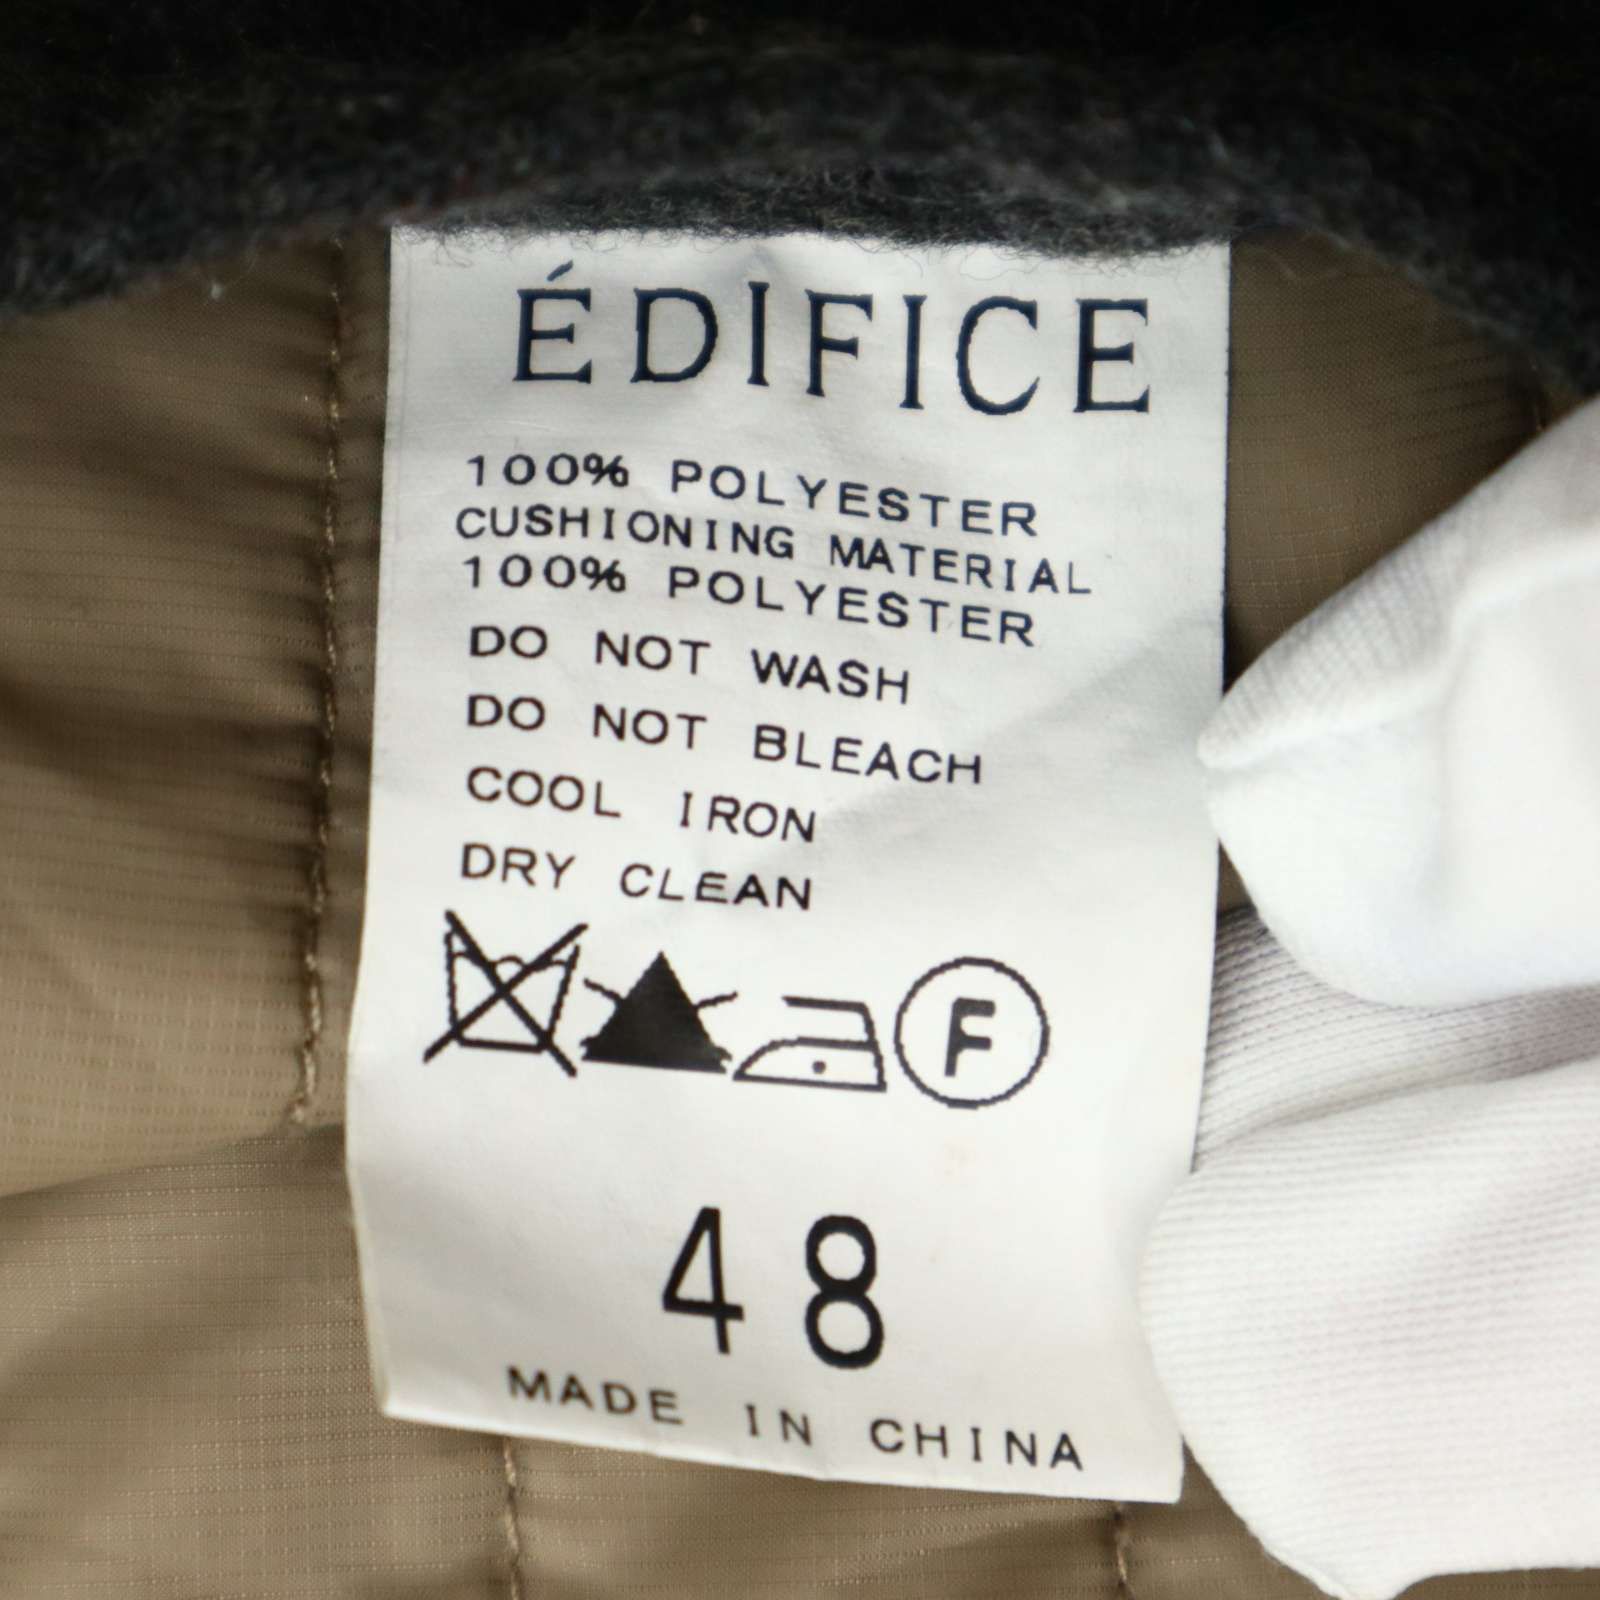 ÉDIFICE
100% POLYESTER
CUSHIONING MATERIAL
100% POLYESTER
DO NOT WASH
DO NOT BLEACH
COOL IRON
DRY CLEAN
F
48
MADE IN CHINA